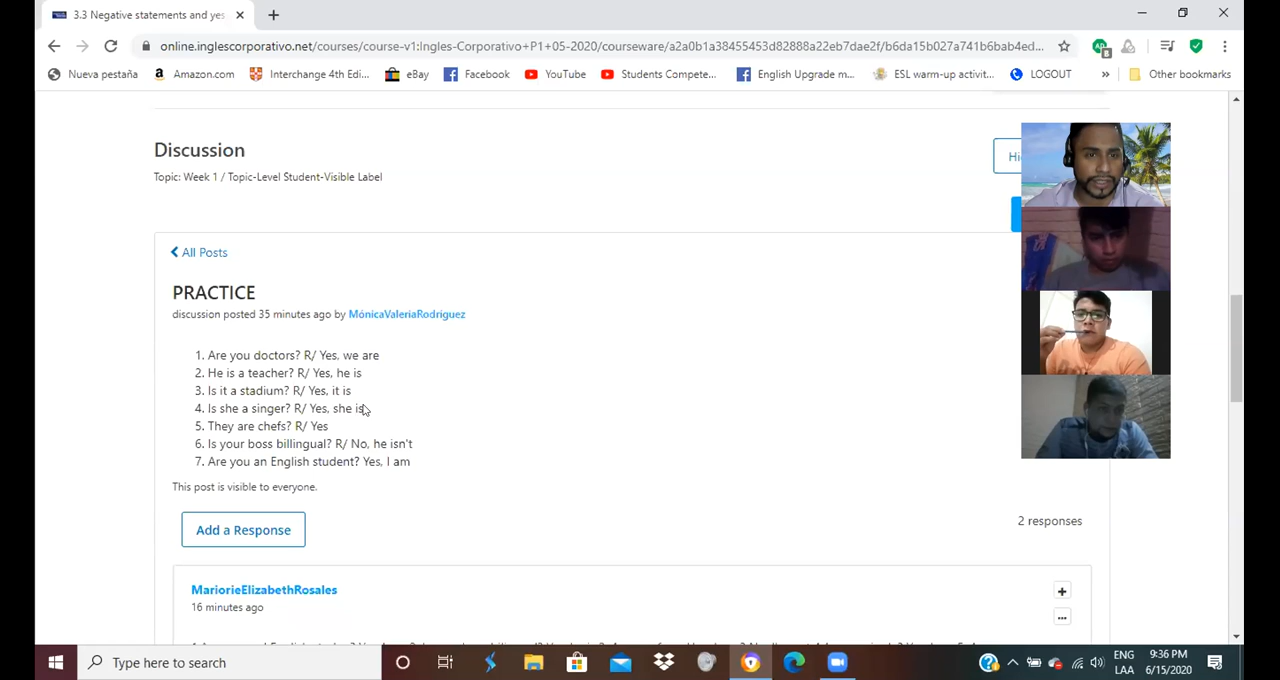 3.3 Negative statements and yes
online.inglescorporativo.net/courses/course-v1:Ingles-Corporativo+P1+05-2020/courseware/a2a0b1a38455453d82888a22eb7dae2f/b6da15b027a741b6bab4ed...
Nueva pestaña Amazon.com Interchange 4th Edi... eBay Facebook YouTube Students Compete... English Upgrade m... ESL warm-up activit... LOGOUT » Other bookmarks
Discussion
Topic: Week 1 / Topic-Level Student-Visible Label
All Posts
PRACTICE
discussion posted 35 minutes ago by MónicaValeriaRodriguez
1. Are you doctors? R/ Yes, we are
2. He is a teacher? R/ Yes, he is
3. Is it a stadium? R/ Yes, it is
4. Is she a singer? R/ Yes, she is
5. They are chefs? R/ Yes
6. Is your boss billingual? R/ No, he isn't
7. Are you an English student? Yes, I am
This post is visible to everyone.
Add a Response
2 responses
MariorieElizabethRosales
16 minutes ago
Type here to search
ENG 9:36 PM
LAA 6/15/2020